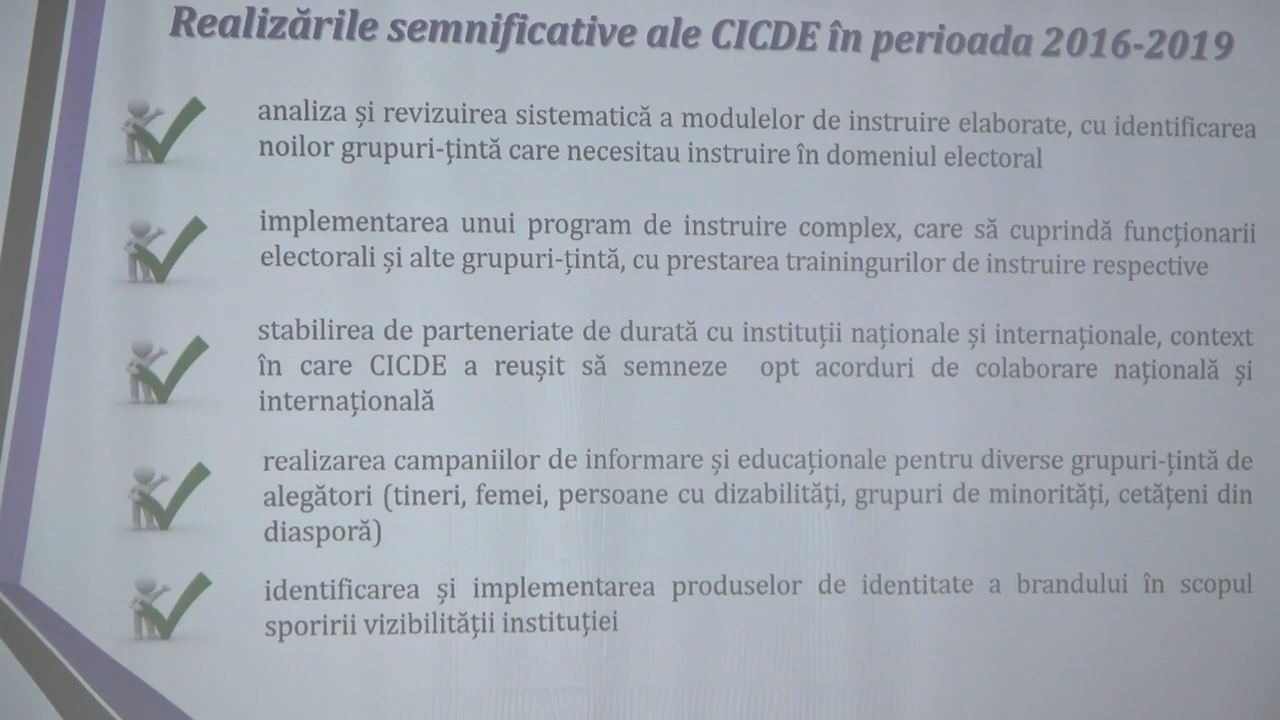 Realizările semnificative ale CICDE în perioada 2016-2019
analiza și revizuirea sistematică a modulelor de instruire elaborate, cu identificarea
noilor grupuri-țintă care necesitau instruire în domeniul electoral
implementarea unui program de instruire complex, care să cuprindă funcționarii
electorali și alte grupuri-țintă, cu prestarea trainingurilor de instruire respective
stabilirea de parteneriate de durată cu instituții naționale și internaționale, context
în care CICDE a reușit să semneze opt acorduri de colaborare națională și
internațională
realizarea campaniilor de informare și educaționale pentru diverse grupuri-țintă de
alegători (tineri, femei, persoane cu dizabilități, grupuri de minorități, cetățeni din
diasporă)
identificarea și implementarea produselor de identitate a brandului în scopul
sporirii vizibilității instituției